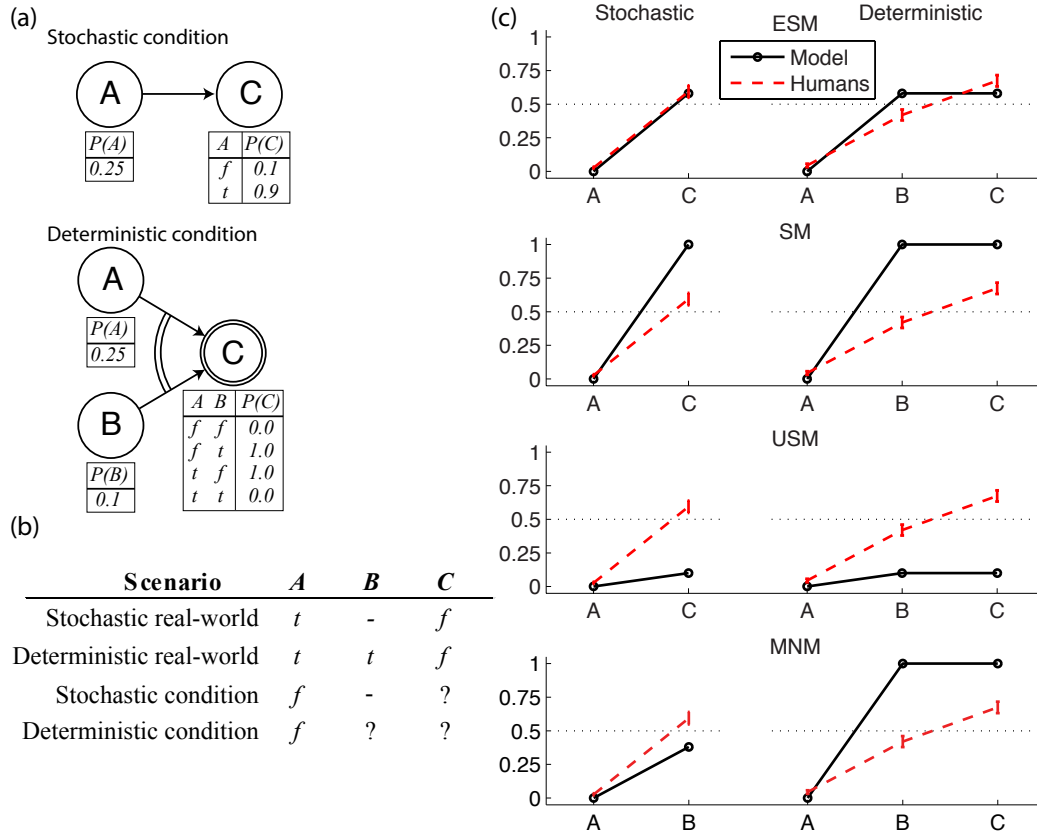 (a)
Stochastic condition
A
C
P(A)
0.25
A P(C)
f 0.1
t 0.9
Deterministic condition
A
P(A)
0.25
C
B
P(B)
0.1
A B P(C)
f f 0.0
f t 1.0
t f 1.0
t t 0.0
(b)
Scenario A B C
Stochastic real-world t - f
Deterministic real-world t t f
Stochastic condition f - ?
Deterministic condition f ? ?
(c)
Stochastic Deterministic
ESM
Model
Humans
1
0.75
0.5
0.25
0
A C A B C
SM
1
0.75
0.5
0.25
0
A C A B C
USM
1
0.75
0.5
0.25
0
A C A B C
MNM
1
0.75
0.5
0.25
0
A B A B C